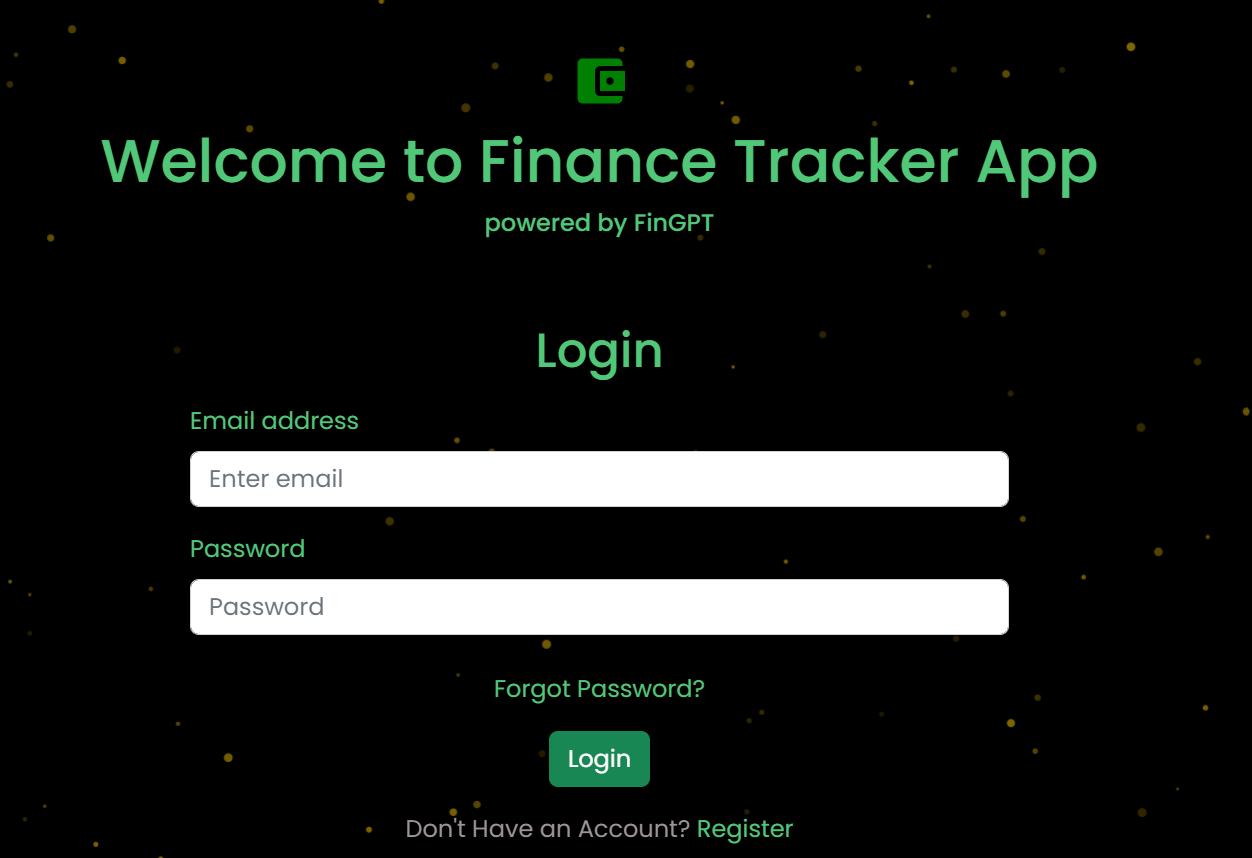 Welcome to Finance Tracker App
powered by FinGPT
Login
Email address
Enter email
Password
Password
Forgot Password?
Login
Don't Have an Account? Register